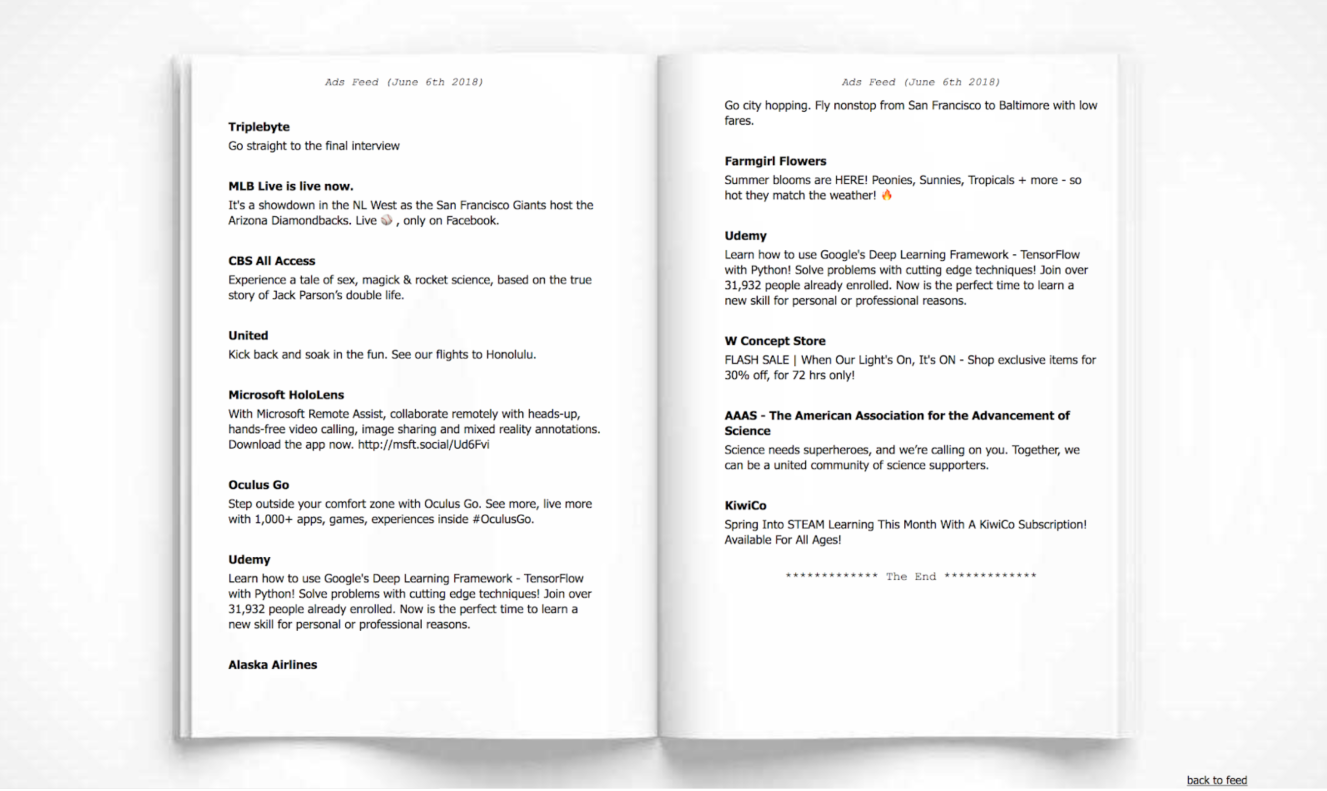 Ads Feed (June 6th 2018)
Triplebyte
Go straight to the final interview
MLB Live is live now.
It's a showdown in the NL West as the San Francisco Giants host the
Arizona Diamondbacks. Live ⚾ , only on Facebook.
CBS All Access
Experience a tale of sex, magick & rocket science, based on the true
story of Jack Parson's double life.
United
Kick back and soak in the fun. See our flights to Honolulu.
Microsoft HoloLens
With Microsoft Remote Assist, collaborate remotely with heads-up,
hands-free video calling, image sharing and mixed reality annotations.
Download the app now. http://msft.social/Ud6Fvi
Oculus Go
Step outside your comfort zone with Oculus Go. See more, live more
with 1,000+ apps, games, experiences inside #OculusGo.
Udemy
Learn how to use Google's Deep Learning Framework - TensorFlow
with Python! Solve problems with cutting edge techniques! Join over
31,932 people already enrolled. Now is the perfect time to learn a
new skill for personal or professional reasons.
Alaska Airlines
Ads Feed (June 6th 2018)
Go city hopping. Fly nonstop from San Francisco to Baltimore with low
fares.
Farmgirl Flowers
Summer blooms are HERE! Peonies, Sunnies, Tropicals + more - so
hot they match the weather! 🔥
Udemy
Learn how to use Google's Deep Learning Framework - TensorFlow
with Python! Solve problems with cutting edge techniques! Join over
31,932 people already enrolled. Now is the perfect time to learn a
new skill for personal or professional reasons.
W Concept Store
FLASH SALE | When Our Light's On, It's ON - Shop exclusive items for
30% off, for 72 hrs only!
AAAS - The American Association for the Advancement of
Science
Science needs superheroes, and we're calling on you. Together, we
can be a united community of science supporters.
KiwiCo
Spring Into STEAM Learning This Month With A KiwiCo Subscription!
Available For All Ages!
************* The End *************
back to feed